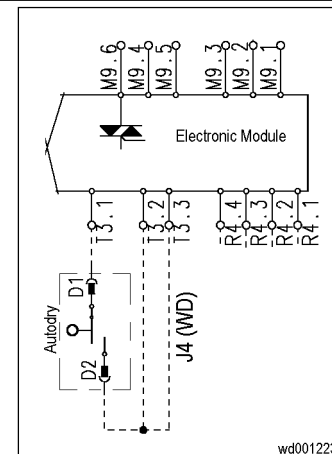 M9.6
M9.4
M9.5
M9.3
M9.2
M9.1
Electronic Module
T3.1
T3.2
T3.3
R4.4
R4.3
R4.2
R4.1
Autodry
D1
D2
J4 (WD)